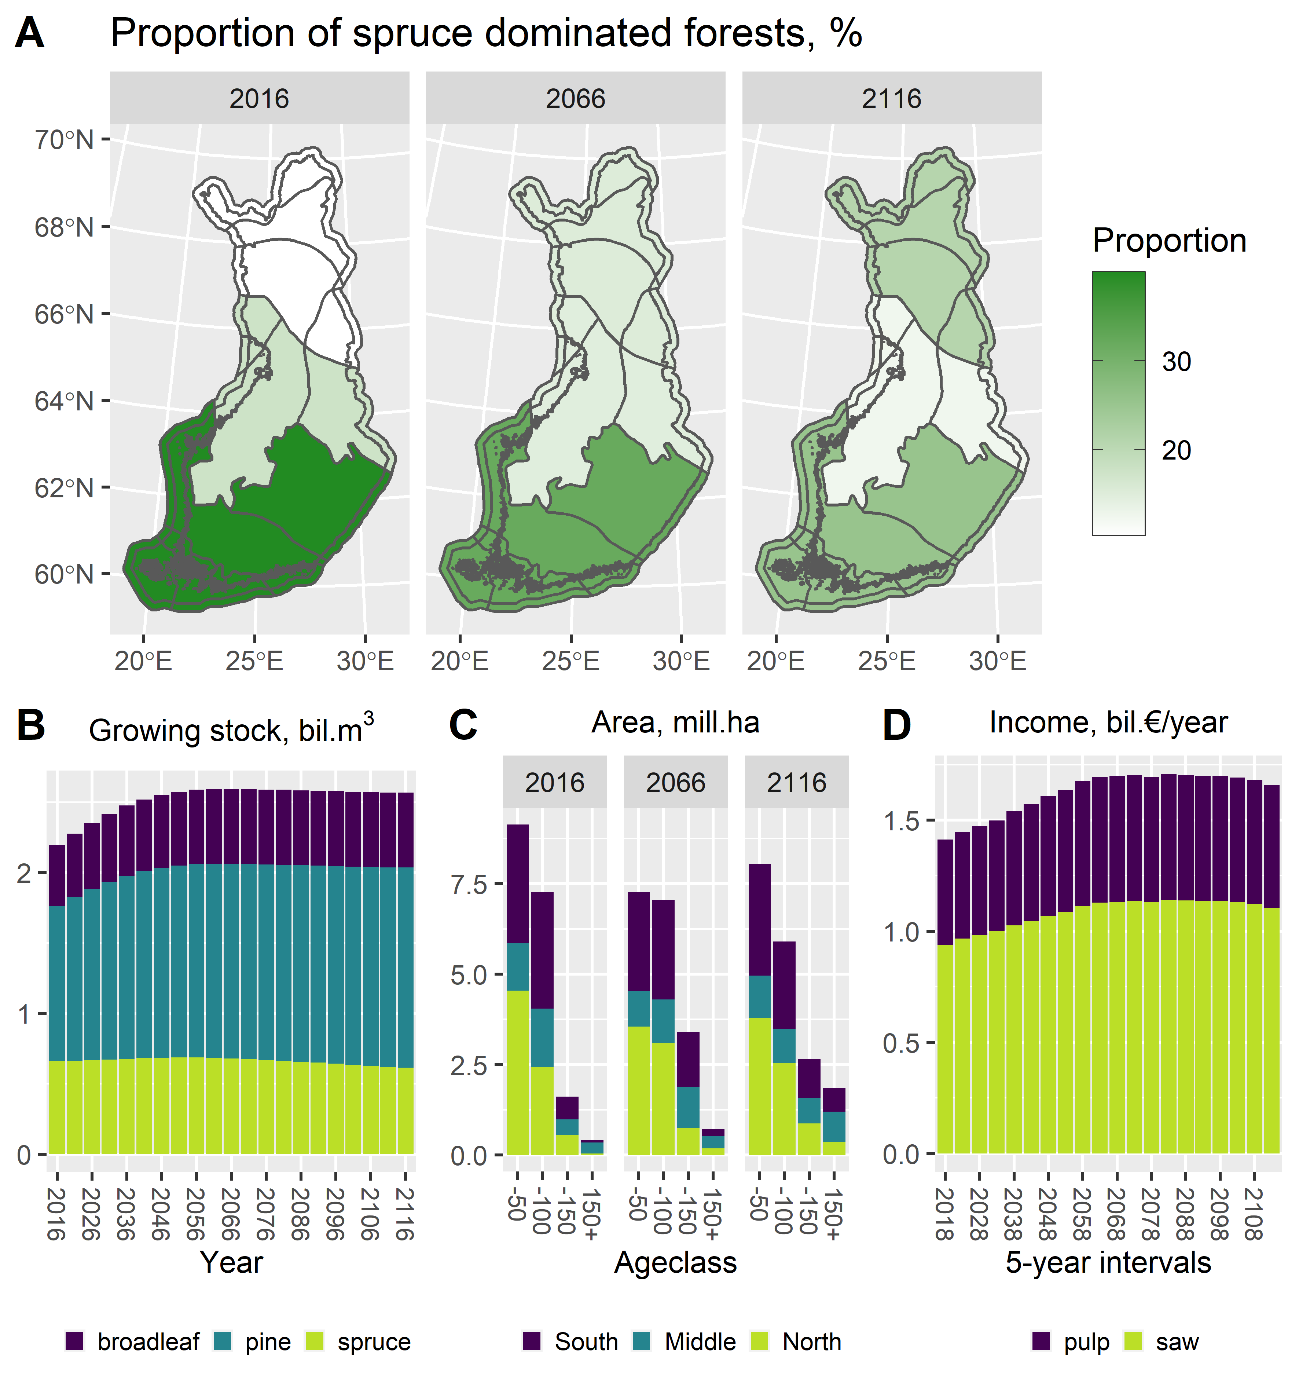 A Proportion of spruce dominated forests, %
2016 2066 2116
70°N
68°N
66°N
64°N
62°N
60°N
20°E 25°E 30°E 20°E 25°E 30°E 20°E 25°E 30°E
Proportion
30
20
B Growing stock, bil.m³
2
1
0
2016 2026 2036 2046 2056 2066 2076 2086 2096 2106 2116
Year
broadleaf pine spruce
C Area, mill.ha
2016 2066 2116
7.5
5.0
2.5
0.0
-50 -100 -150 150+ -50 -100 -150 150+ -50 -100 -150 150+
Ageclass
South Middle North
D Income, bil.€/year
1.5
1.0
0.5
0.0
2018 2028 2038 2048 2058 2068 2078 2088 2098 2108
5-year intervals
pulp saw